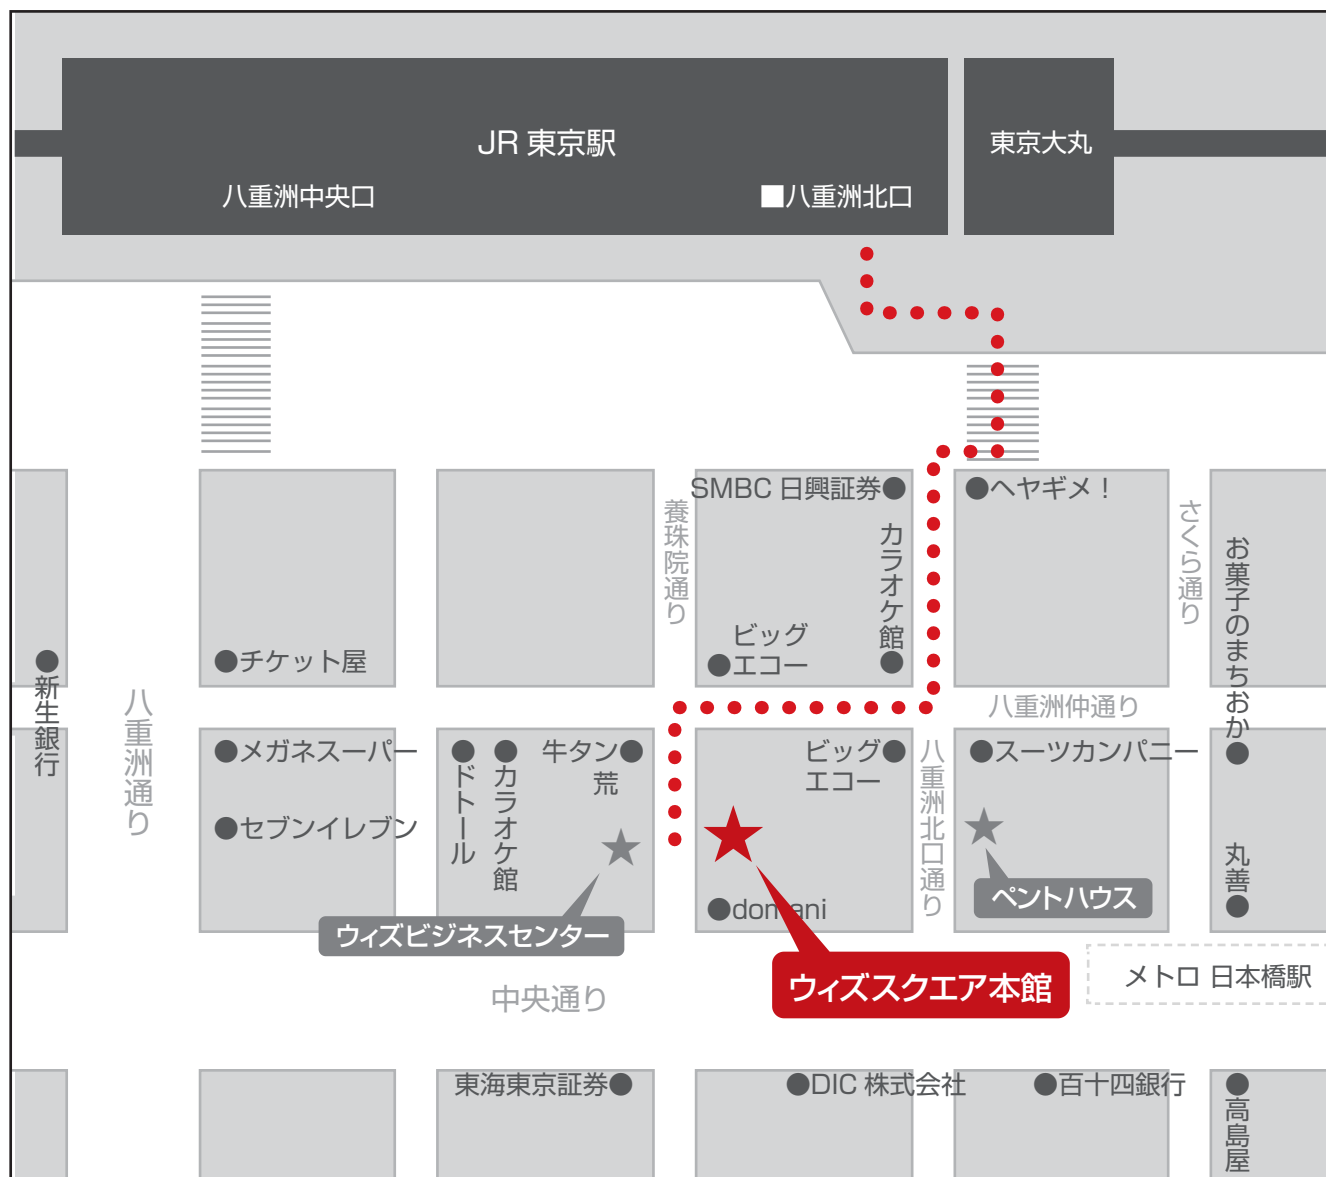 JR 東京駅
東京大丸
八重洲中央口
■八重洲北口
SMBC 日興証券●
●ヘヤギメ！
養珠院通り
さくら通り
カラオケ館
お菓子のまちおか
ビッグ
エコー
●チケット屋
新生銀行
八重洲通り
八重洲仲通り
●メガネスーパー
ドトール
カラオケ館
牛タン●
荒
ビッグ
エコー
八重洲北口通り
●スーツカンパニー
●セブンイレブン
丸善
ペントハウス
●domani
ウィズビジネスセンター
ウィズスクエア本館
メトロ 日本橋駅
中央通り
東海東京証券●
●DIC 株式会社
●百十四銀行
高島屋